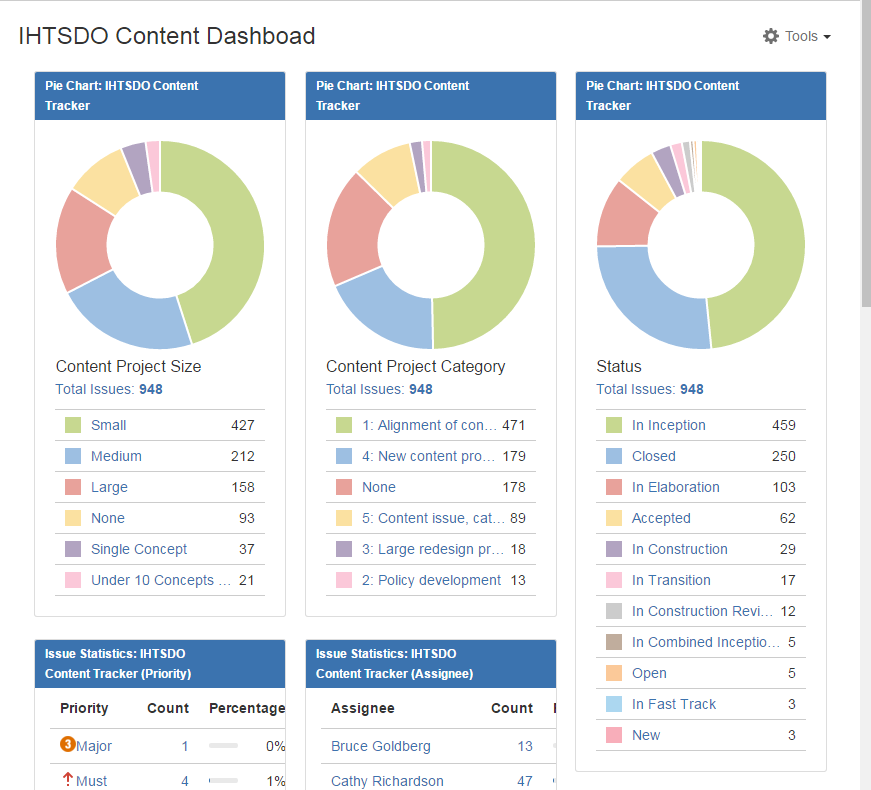 IHTSDO Content Dashboad
Tools
Pie Chart: IHTSDO Content
Tracker
Content Project Size
Total Issues: 948
Small 427
Medium 212
Large 158
None 93
Single Concept 37
Under 10 Concepts ... 21
Pie Chart: IHTSDO Content
Tracker
Content Project Category
Total Issues: 948
1: Alignment of con... 471
4: New content pro... 179
None 178
5: Content issue, cat... 89
3: Large redesign pr... 18
2: Policy development 13
Pie Chart: IHTSDO Content
Tracker
Status
Total Issues: 948
In Inception 459
Closed 250
In Elaboration 103
Accepted 62
In Construction 29
In Transition 17
In Construction Revi... 12
In Combined Inceptio... 5
Open 5
In Fast Track 3
New 3
Issue Statistics: IHTSDO
Content Tracker (Priority)
Priority Count Percentage
3 Major 1 0%
Must 4 1%
Issue Statistics: IHTSDO
Content Tracker (Assignee)
Assignee Count
Bruce Goldberg 13
Cathy Richardson 47